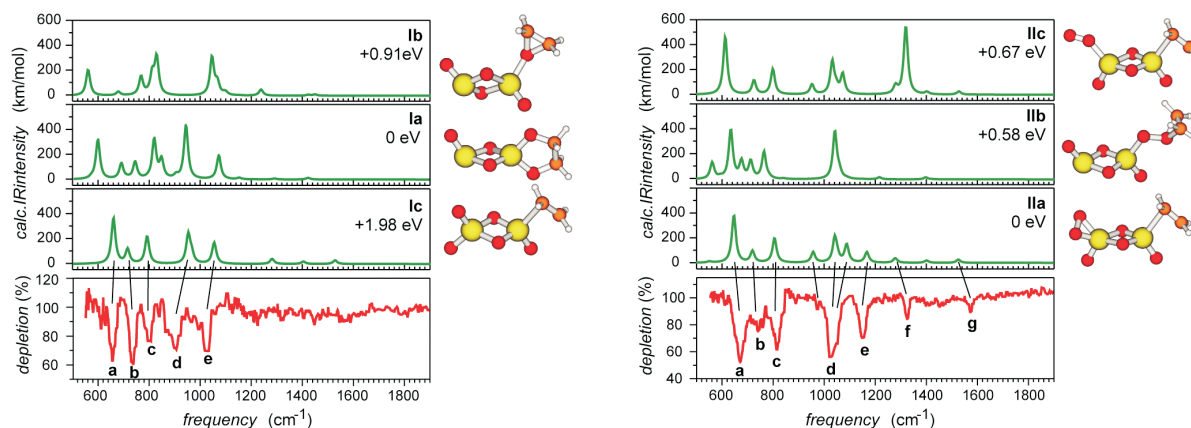 600
400
200
0
Ib
+0.91eV
400
200
0
Ia
0 eV
400
200
0
Ic
+1.98 eV
calc.IRintensity (km/mol)
120
100
80
60
depletion (%)
a b c d e
600 800 1000 1200 1400 1600 1800
frequency (cm-1)
600
400
200
0
IIc
+0.67 eV
400
200
0
IIb
+0.58 eV
400
200
0
IIa
0 eV
calc.IRintensity (km/mol)
100
80
60
40
depletion (%)
a b c d e f g
600 800 1000 1200 1400 1600 1800
frequency (cm-1)